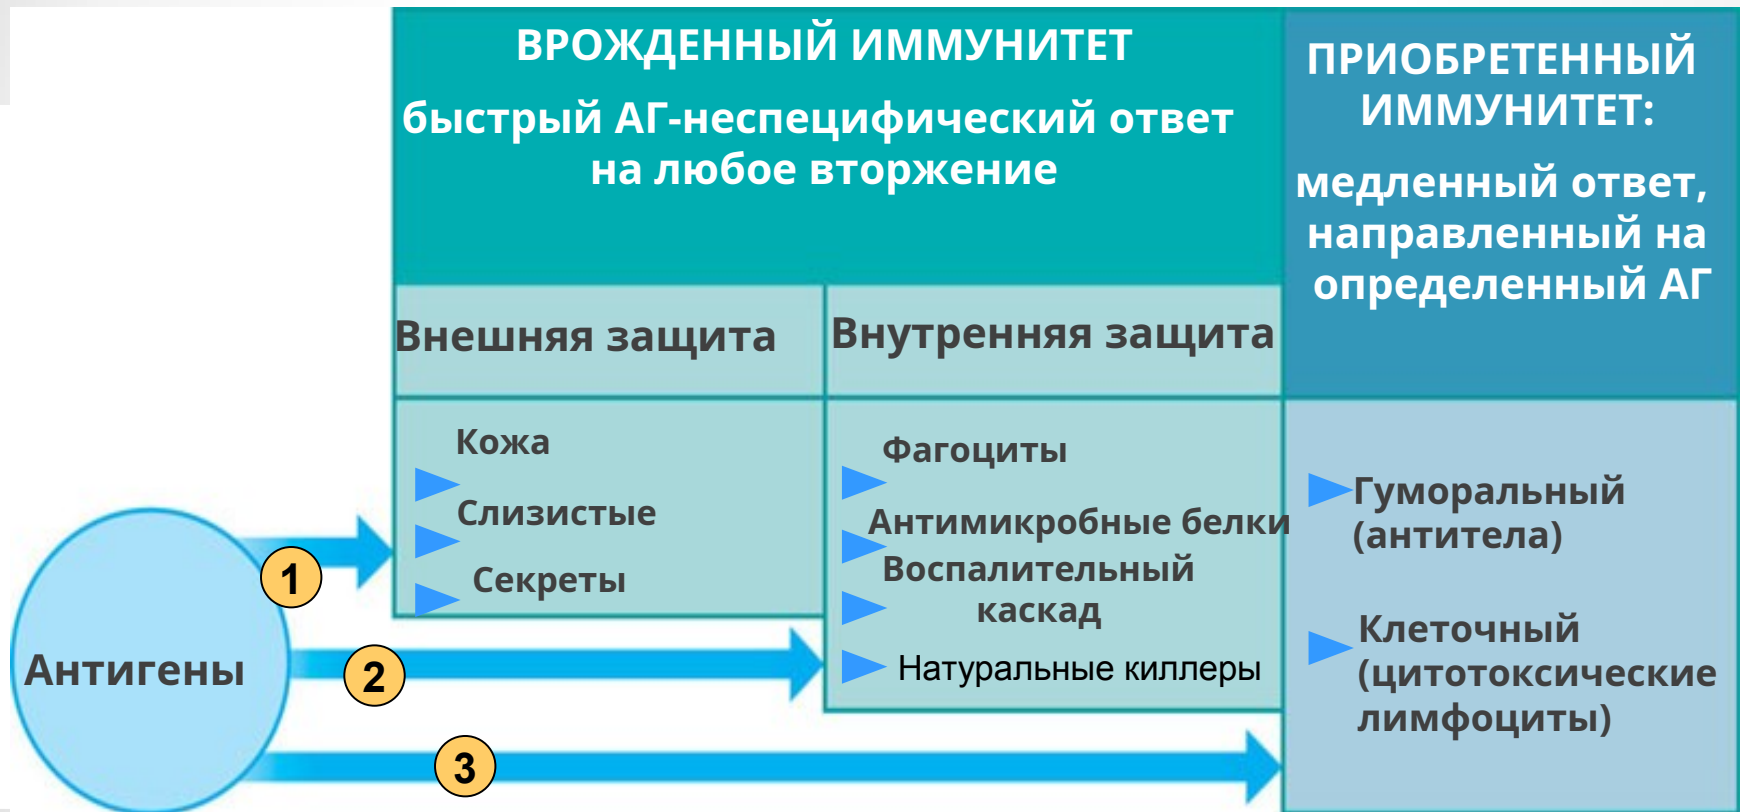 ВРОЖДЕННЫЙ ИММУНИТЕТ
быстрый АГ-неспецифический ответ
на любое вторжение
ПРИОБРЕТЕННЫЙ
ИММУНИТЕТ:
медленный ответ,
направленный на
определенный АГ
Внешняя защита
Внутренняя защита
Кожа
Слизистые
Секреты
Фагоциты
Антимикробные белки
Воспалительный
каскад
Натуральные киллеры
Гуморальный
(антитела)
Клеточный
(цитотоксические
лимфоциты)
Антигены
1
2
3